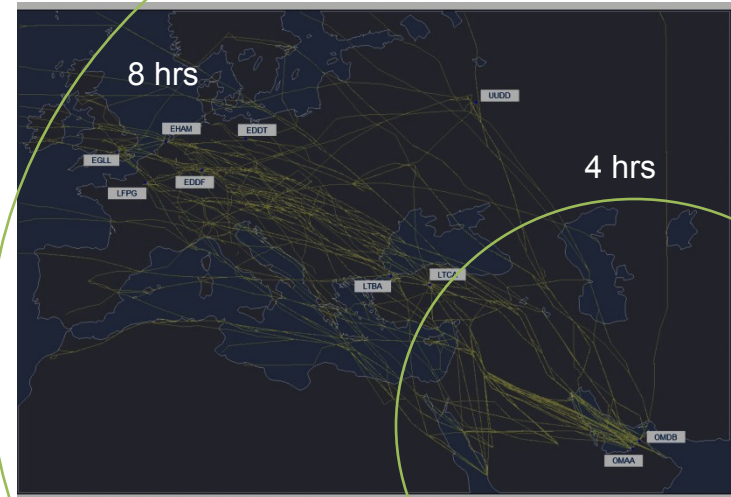 8 hrs
UUDD
EHAM
EDDT
EGLL
4 hrs
EDDF
LFPG
LTCA
LTBA
OMDB
OMAA